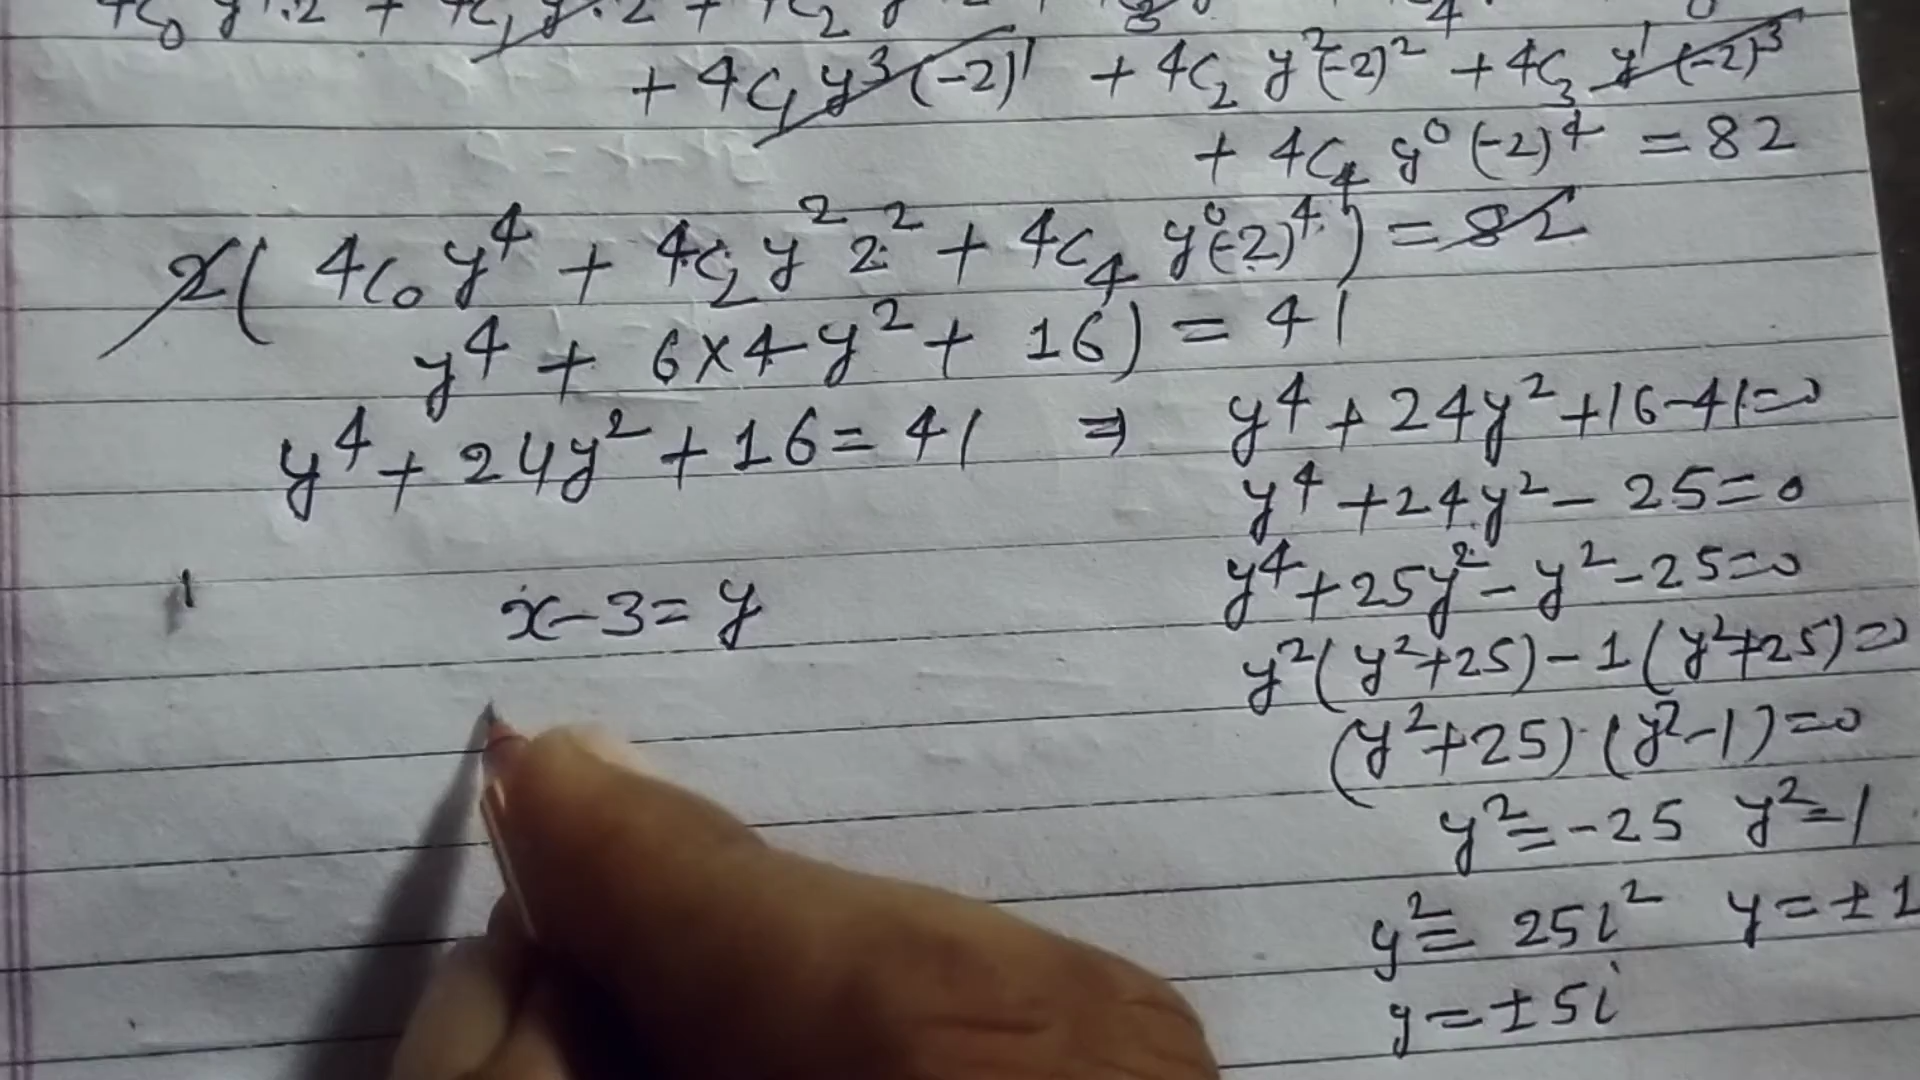 + 4C₁ y³ (-2)¹ + 4C₂ y² (-2)² + 4C₃ y¹ (-2)³
+ 4C₄ y⁰ (-2)⁴ = 82
2( 4C₀ y⁴ + 4C₂ y² 2² + 4C₄ y⁰ (-2)⁴ ) = 82
y⁴ + 6×4 y² + 16) = 41
y⁴ + 24y² + 16 = 41 ⇒ y⁴ + 24y² + 16 - 41 = 0
y⁴ + 24y² - 25 = 0
y⁴ + 25y² - y² - 25 = 0
x - 3 = y
y² (y² + 25) - 1 (y² + 25) = 0
(y² + 25) · (y² - 1) = 0
y² = -25 y² = 1
y² = 25i² y = ±1
y = ±5i